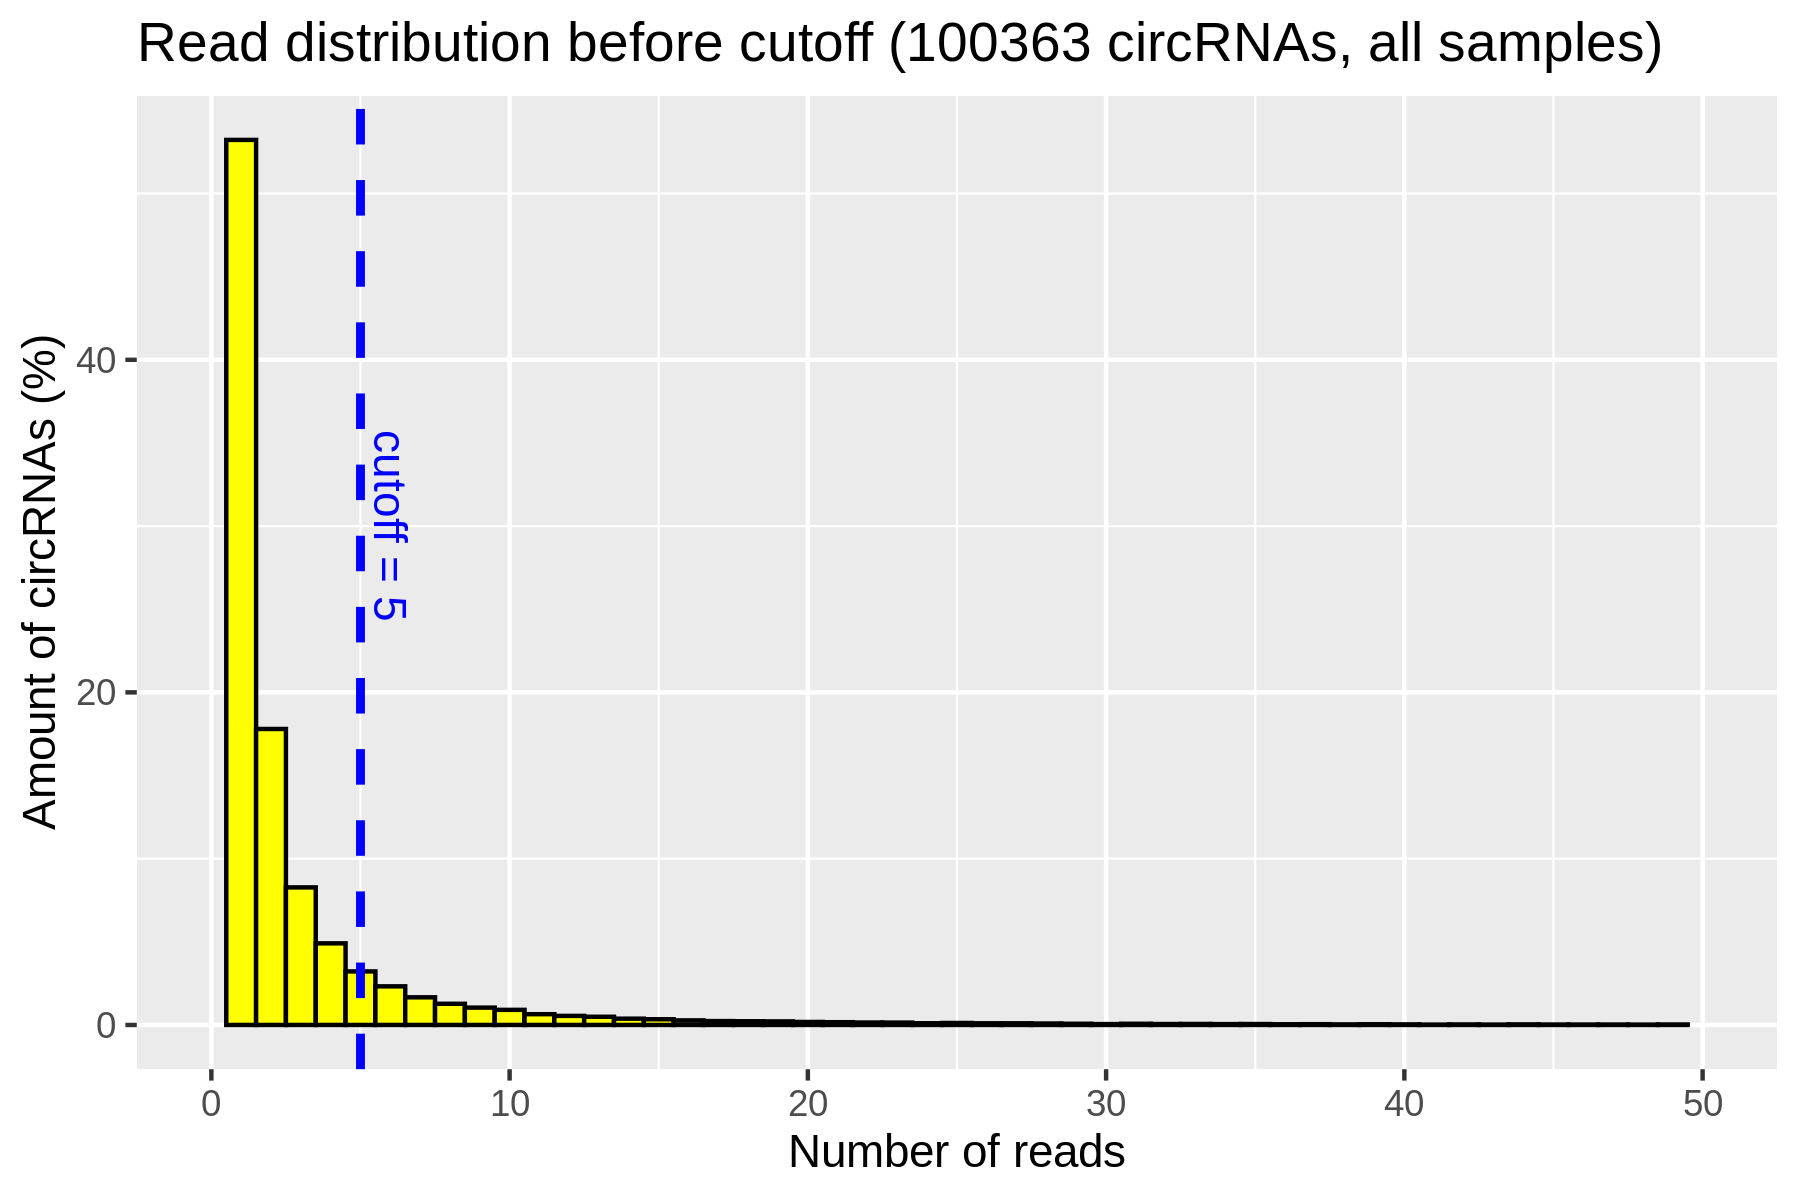 Read distribution before cutoff (100363 circRNAs, all samples)
Amount of circRNAs (%)
40
20
0
cutoff = 5
0 10 20 30 40 50
Number of reads